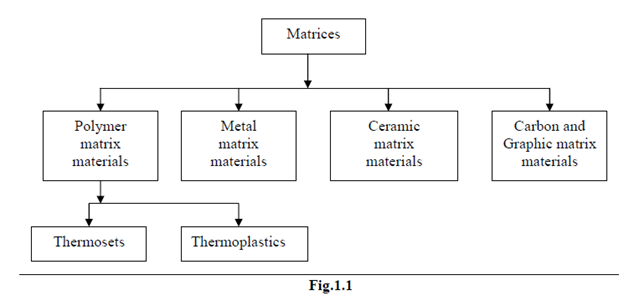 Matrices
Polymer
matrix
materials
Metal
matrix
materials
Ceramic
matrix
materials
Carbon and
Graphic matrix
materials
Thermosets
Thermoplastics
Fig.1.1